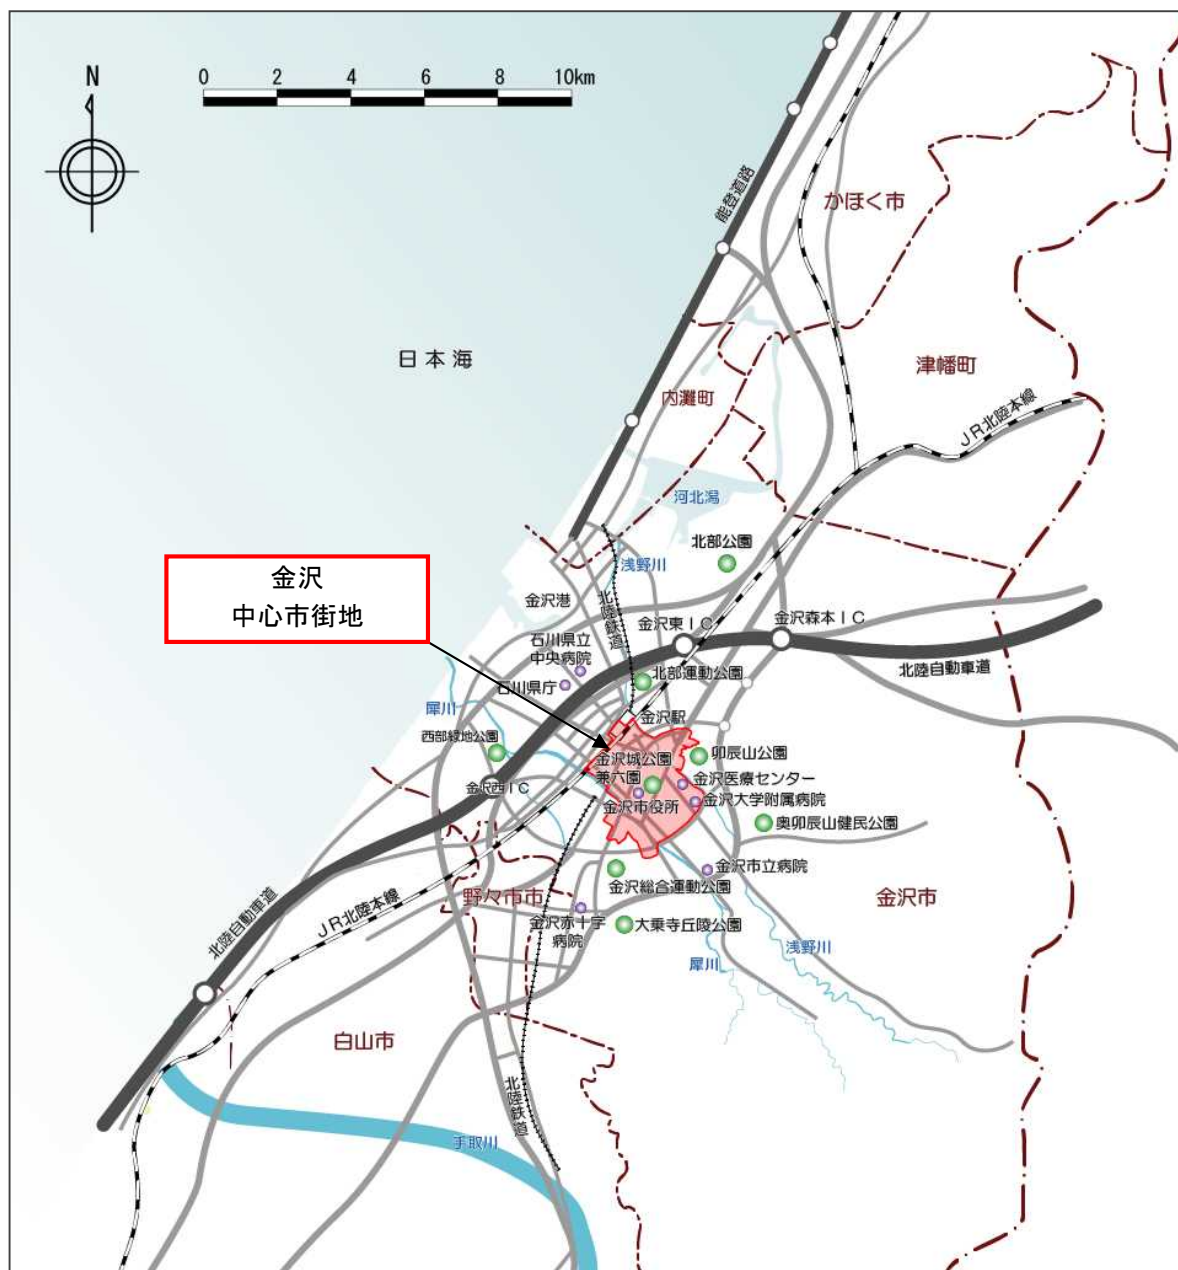 N
0 2 4 6 8 10km
能登道路
かほく市
日本海
津幡町
内灘町
JR北陸本線
河北潟
北部公園
浅野川
金沢
中心市街地
金沢港
北陸鉄道
金沢東IC
金沢森本IC
石川県立
中央病院
北部運動公園
北陸自動車道
石川県庁
犀川
金沢駅
西部緑地公園
金沢城公園
卯辰山公園
兼六園
金沢医療センター
金沢西IC
金沢市役所
金沢大学附属病院
奥卯辰山健民公園
金沢市立病院
金沢総合運動公園
野々市市
金沢市
北陸自動車道
JR北陸本線
金沢赤十字
病院
大乗寺丘陵公園
浅野川
犀川
白山市
北陸鉄道
手取川